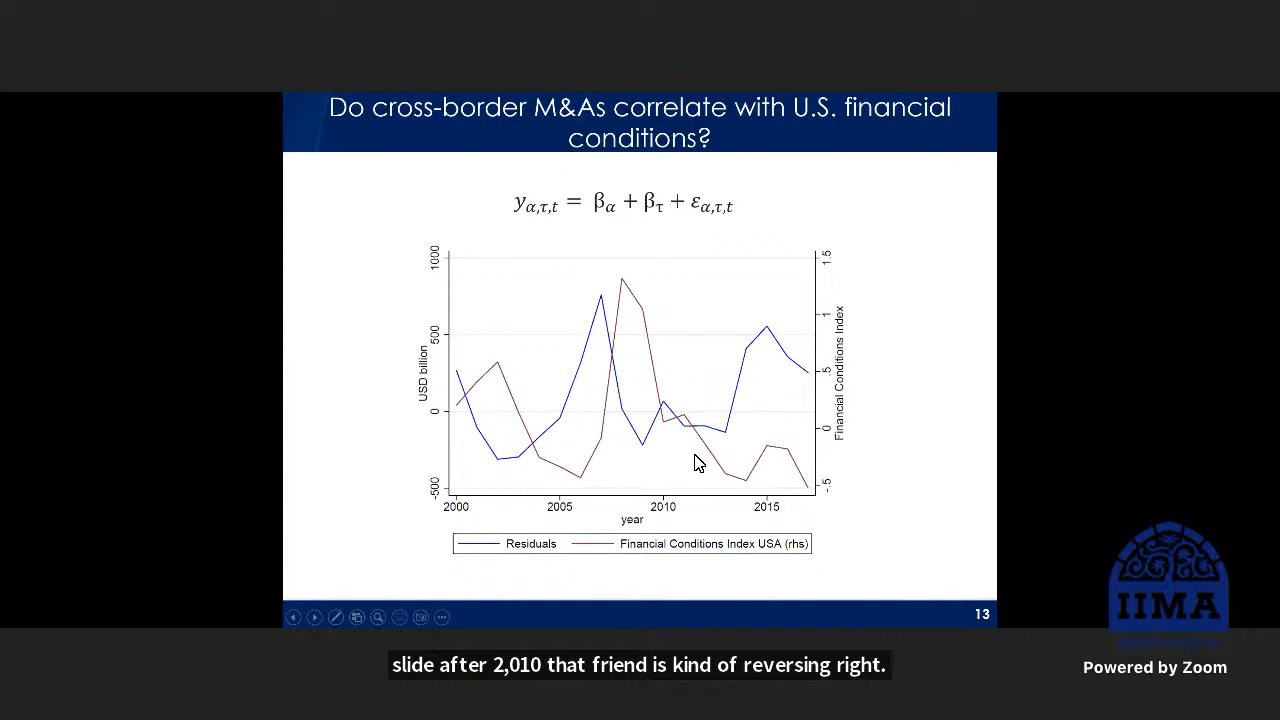 Do cross-border M&As correlate with U.S. financial
conditions?
yα,τ,t = βα + βτ + εα,τ,t
1000
500
0
-500
USD billion
1.5
1
.5
0
-.5
Financial Conditions Index
2000
2005
2010
2015
year
Residuals
Financial Conditions Index USA (rhs)
13
IIMA
slide after 2,010 that friend is kind of reversing right.
Powered by Zoom